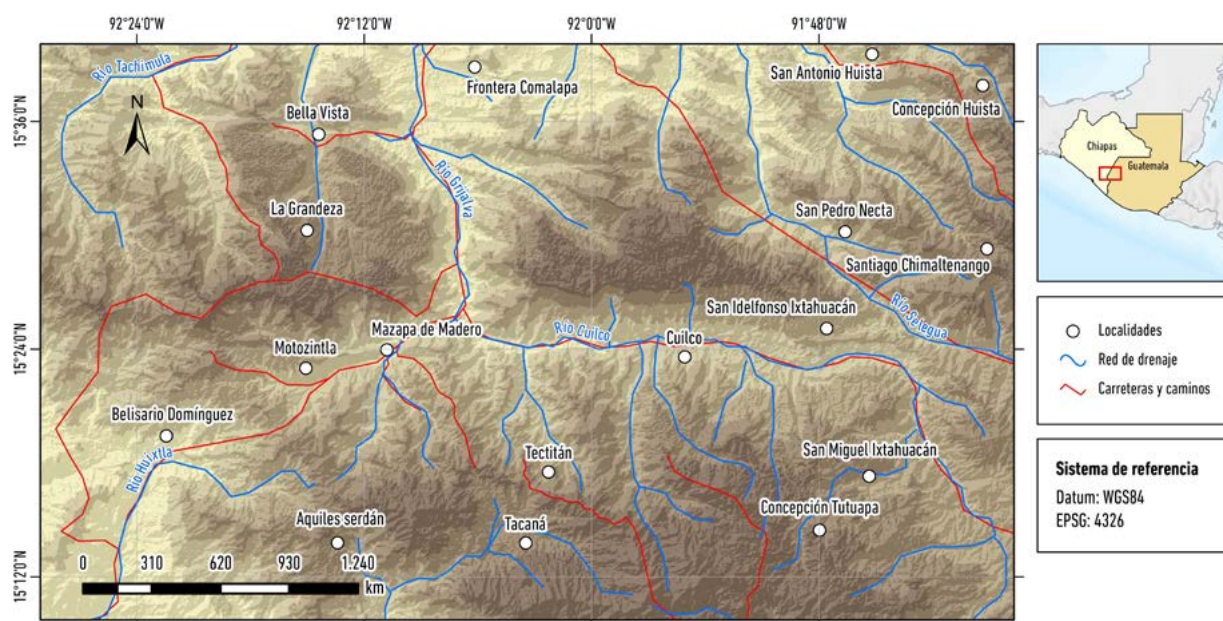 92°24'0"O
92°12'0"O
92°0'0"O
91°48'0"O
15°36'0"N
15°24'0"N
15°12'0"N
N
Río Tachimula
Frontera Comalapa
San Antonio Huista
Concepción Huista
Bella Vista
Río Grijalva
La Grandeza
San Pedro Necta
Santiago Chimaltenango
San Idelfonso Ixtahuacán
Río Selegua
Mazapa de Madero
Río Cuilco
Cuilco
Motozintla
Belisario Domínguez
Río Huixtla
Tectitán
San Miguel Ixtahuacán
Concepción Tutuapa
Aquiles serdán
Tacaná
0 310 620 930 1.240
km
Chiapas
Guatemala
Localidades
Red de drenaje
Carreteras y caminos
Sistema de referencia
Datum: WGS84
EPSG: 4326